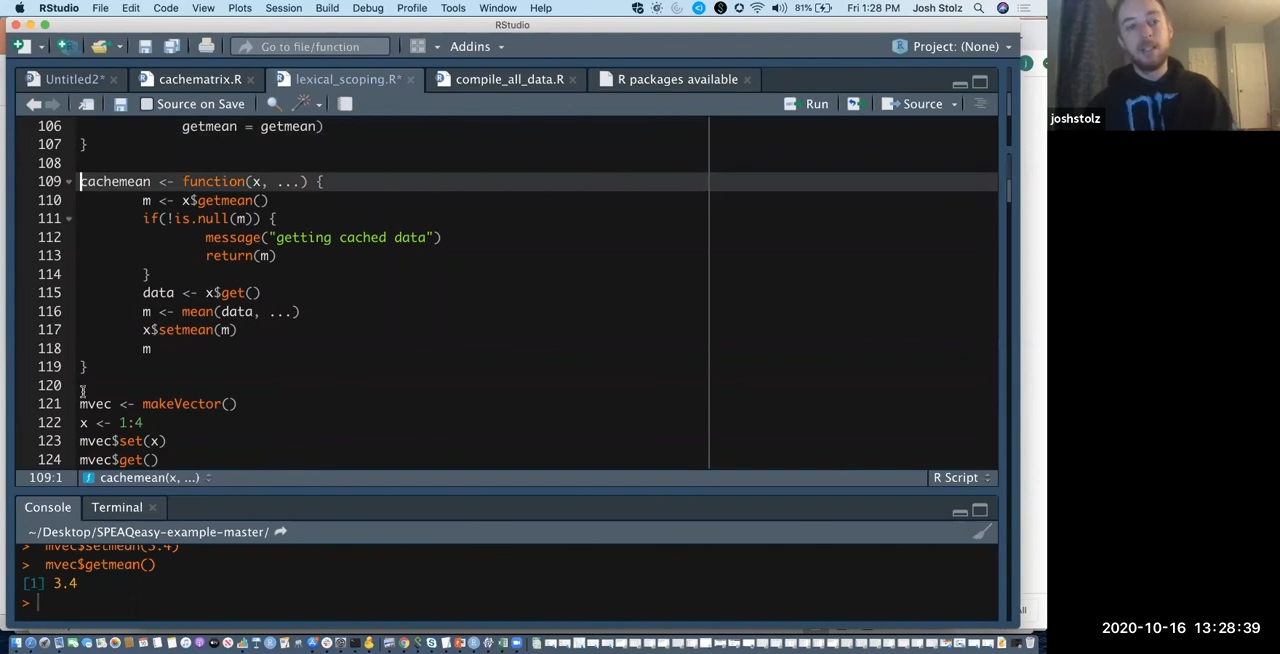 RStudio File Edit Code View Plots Session Build Debug Profile Tools Window Help 81% Fri 1:28 PM Josh Stolz
RStudio
Go to file/function Addins Project: (None)
Untitled2* cachematrix.R lexical_scoping.R* compile_all_data.R R packages available
Source on Save Run Source
106 getmean = getmean)
107 }
108
109 cachemean <- function(x, ...) {
110 m <- x$getmean()
111 if(!is.null(m)) {
112 message("getting cached data")
113 return(m)
114 }
115 data <- x$get()
116 m <- mean(data, ...)
117 x$setmean(m)
118 m
119 }
120
121 mvec <- makeVector()
122 x <- 1:4
123 mvec$set(x)
124 mvec$get()
109:1 cachemean(x, ...) R Script
Console Terminal
~/Desktop/SPEAQeasy-example-master/
> mvec$setmean(3.4)
> mvec$getmean()
[1] 3.4
>
joshstolz
2020-10-16 13:28:39